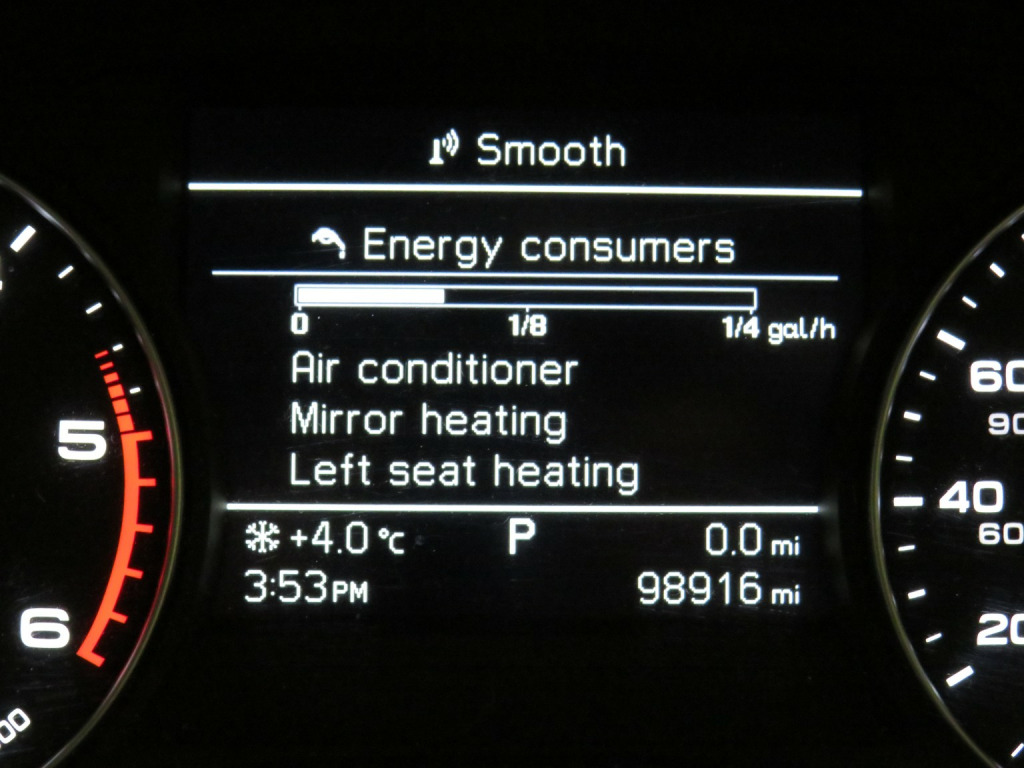 Smooth
Energy consumers
0 1/8 1/4 gal/h
Air conditioner
Mirror heating
Left seat heating
+4.0 °C P 0.0 mi
3:53PM 98916 mi
5
6
60
40
60
20